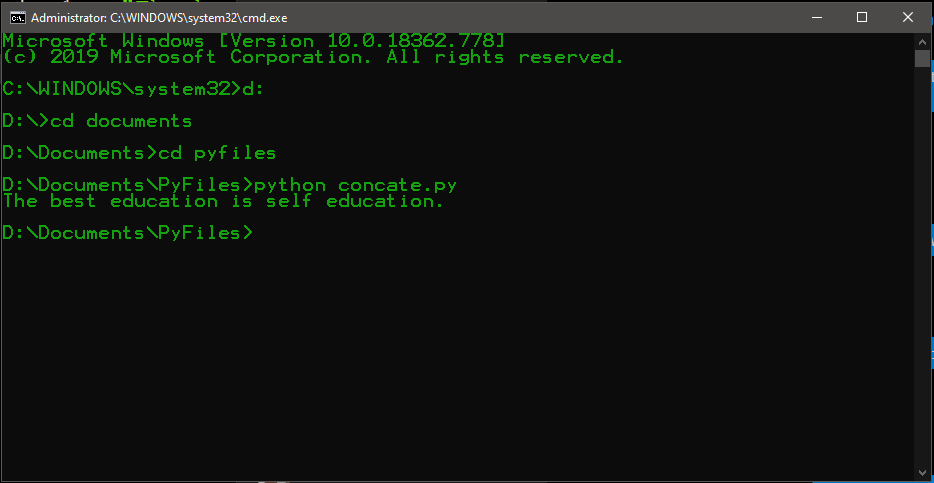 Administrator: C:\WINDOWS\system32\cmd.exe
Microsoft Windows [Version 10.0.18362.778]
(c) 2019 Microsoft Corporation. All rights reserved.
C:\WINDOWS\system32>d:
D:\>cd documents
D:\Documents>cd pyfiles
D:\Documents\PyFiles>python concate.py
The best education is self education.
D:\Documents\PyFiles>